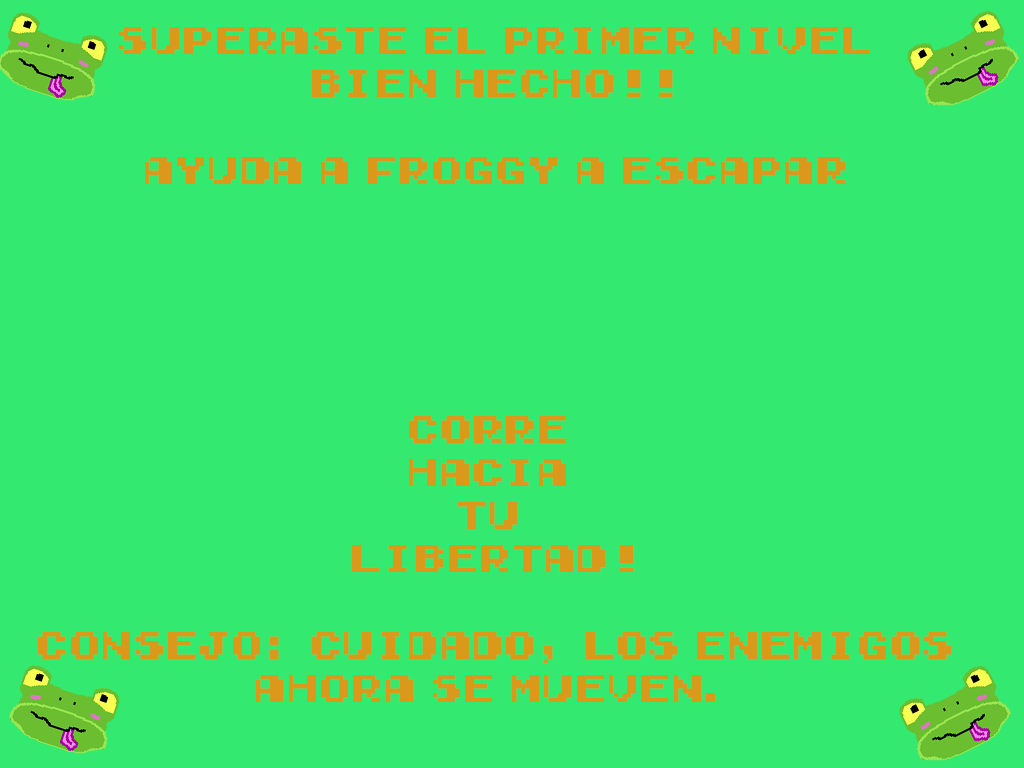 SUPERASTE EL PRIMER NIVEL
BIEN HECHO!!
AYUDA A FROGGY A ESCAPAR
CORRE
HACIA
TU
LIBERTAD!
CONSEJO: CUIDADO, LOS ENEMIGOS
AHORA SE MUEVEN.